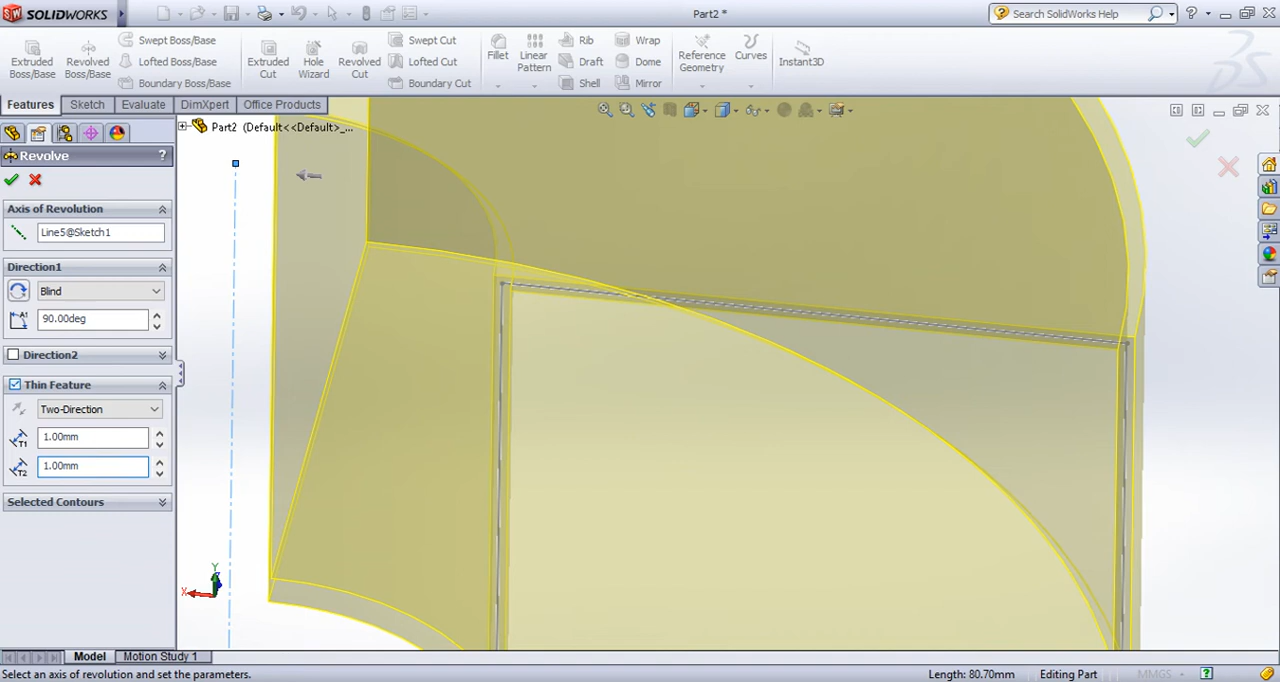 SOLIDWORKS
Part2 *
Search SolidWorks Help
Extruded Boss/Base
Revolved Boss/Base
Swept Boss/Base
Lofted Boss/Base
Boundary Boss/Base
Extruded Cut
Hole Wizard
Revolved Cut
Swept Cut
Lofted Cut
Boundary Cut
Fillet
Linear Pattern
Rib
Draft
Shell
Wrap
Dome
Mirror
Reference Geometry
Curves
Instant3D
Features
Sketch
Evaluate
DimXpert
Office Products
Part2 (Default<<Default>_...
Revolve
?
Axis of Revolution
Line5@Sketch1
Direction1
Blind
A1
90.00deg
Direction2
Thin Feature
Two-Direction
T1
1.00mm
T2
1.00mm
Selected Contours
Y
X
Model
Motion Study 1
Select an axis of revolution and set the parameters.
Length: 80.70mm
Editing Part
MMGS
?